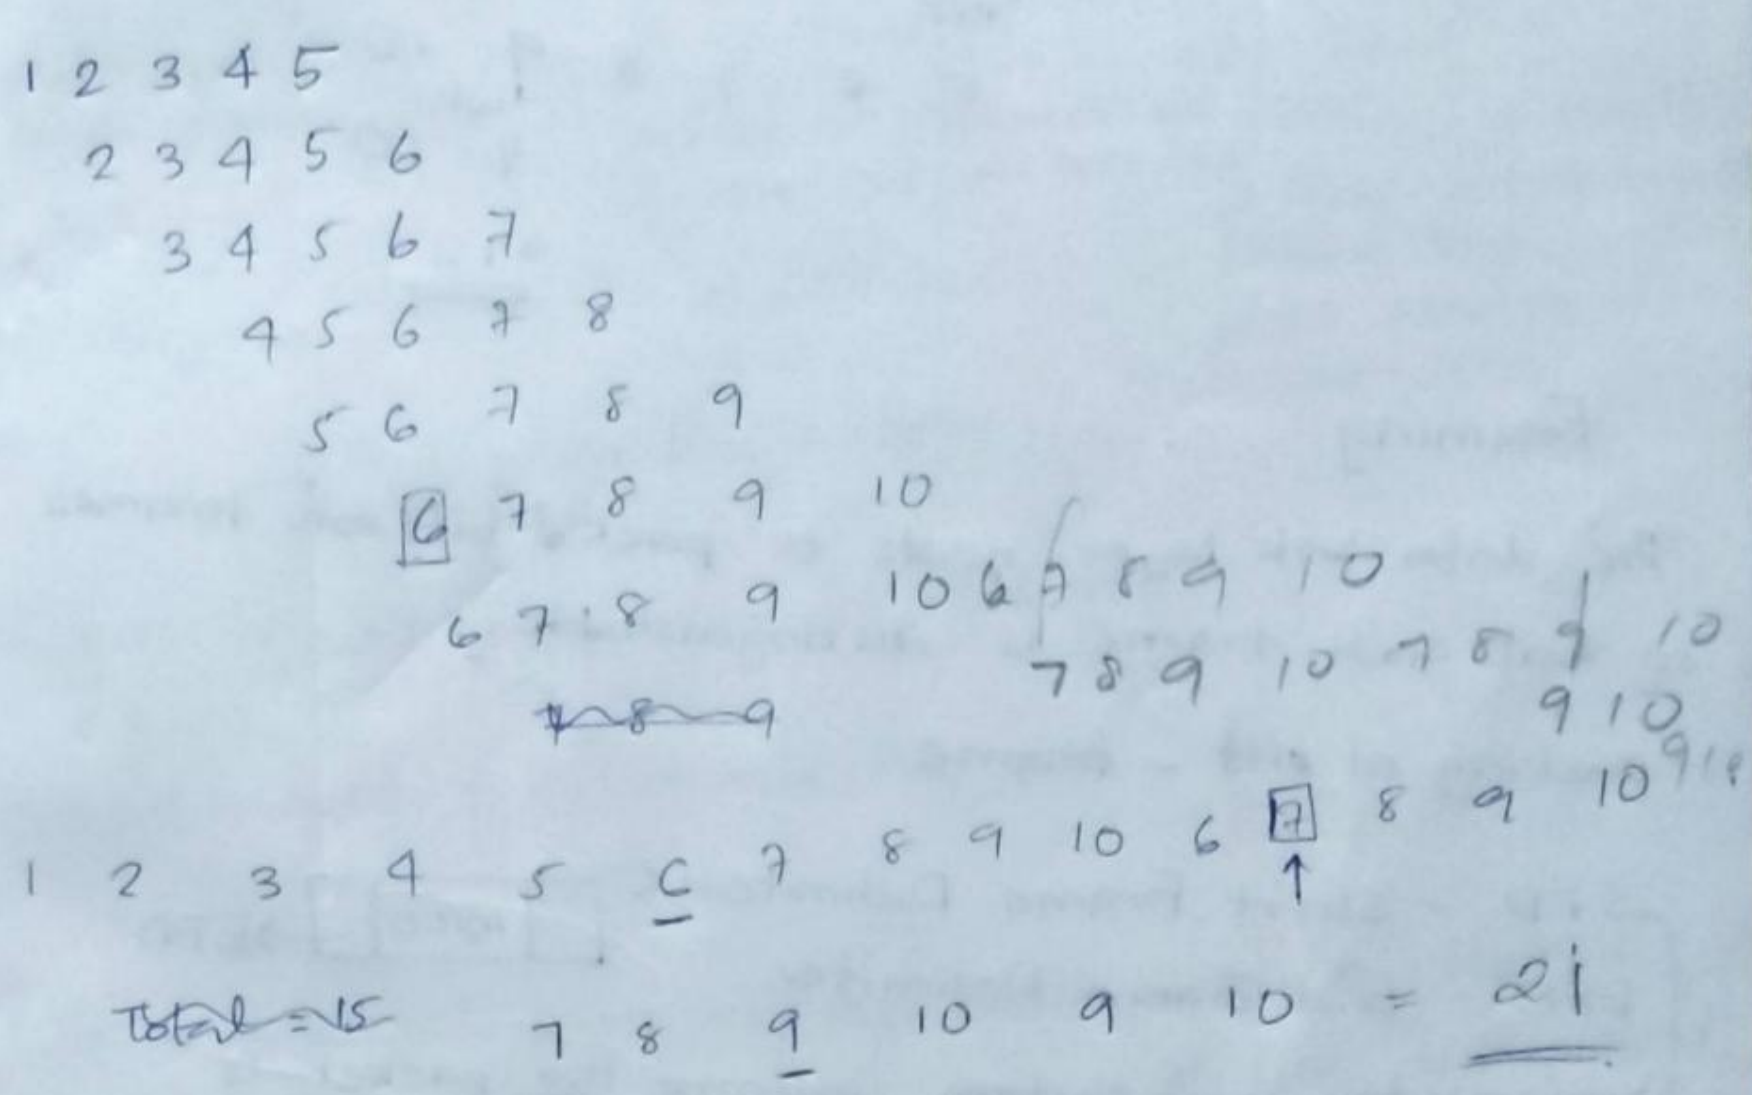 1 2 3 4 5
2 3 4 5 6
3 4 5 6 7
4 5 6 7 8
5 6 7 8 9
6 7 8 9 10
6 7 8 9 10 6 7 8 9 10
7 8 9 10 7 8 9 10
7 8 9
9 10
9 10
1 2 3 4 5 6 7 8 9 10 6 7 8 9 10
Total = 15
7 8 9 10 9 10 = 21